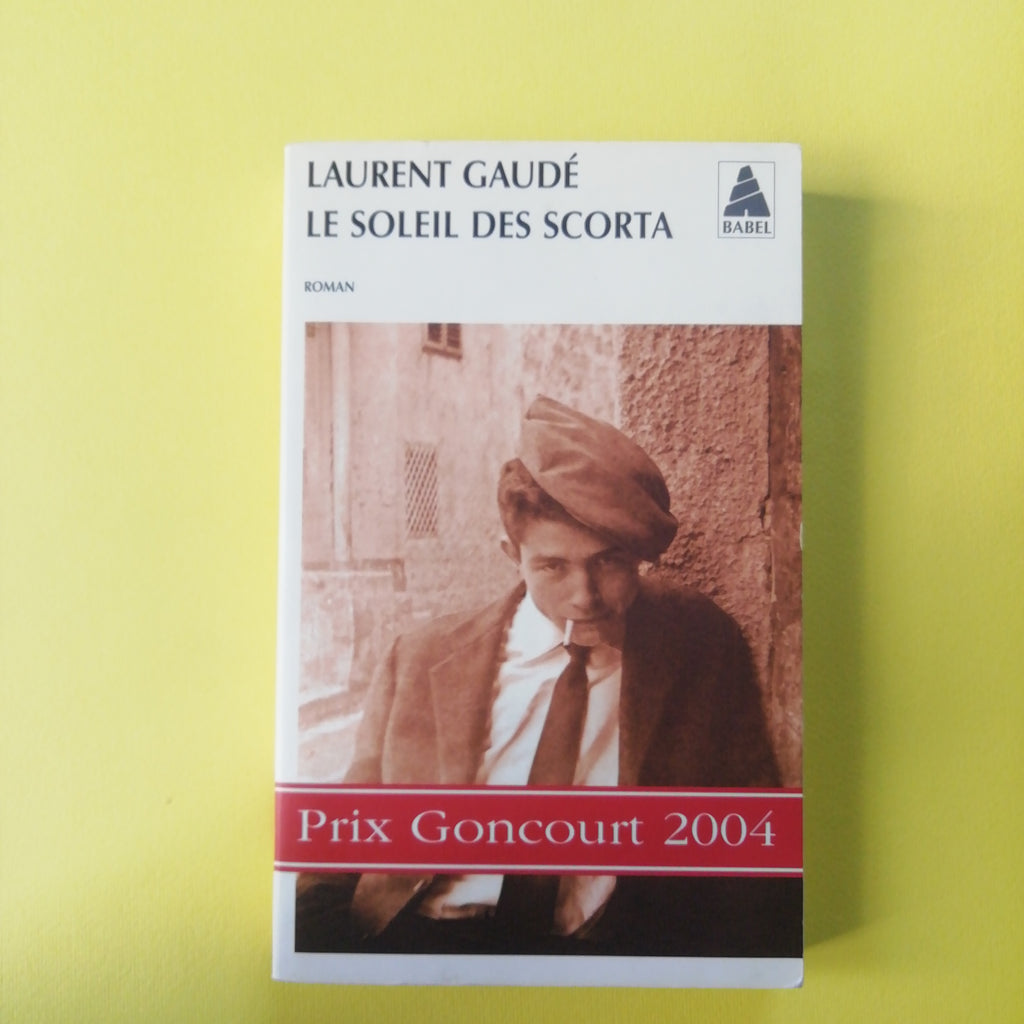 LAURENT GAUDÉ
LE SOLEIL DES SCORTA
BABEL
ROMAN
Prix Goncourt 2004